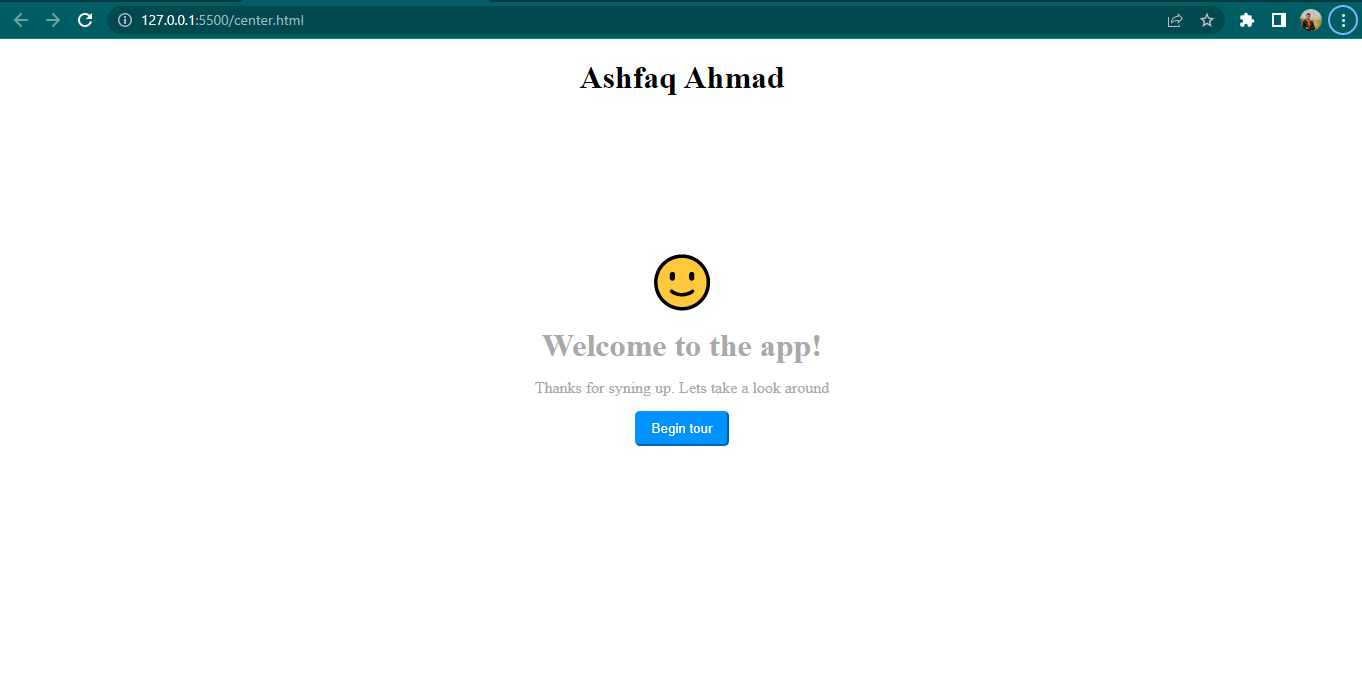 127.0.0.1:5500/center.html
Ashfaq Ahmad
Welcome to the app!
Thanks for syning up. Lets take a look around
Begin tour